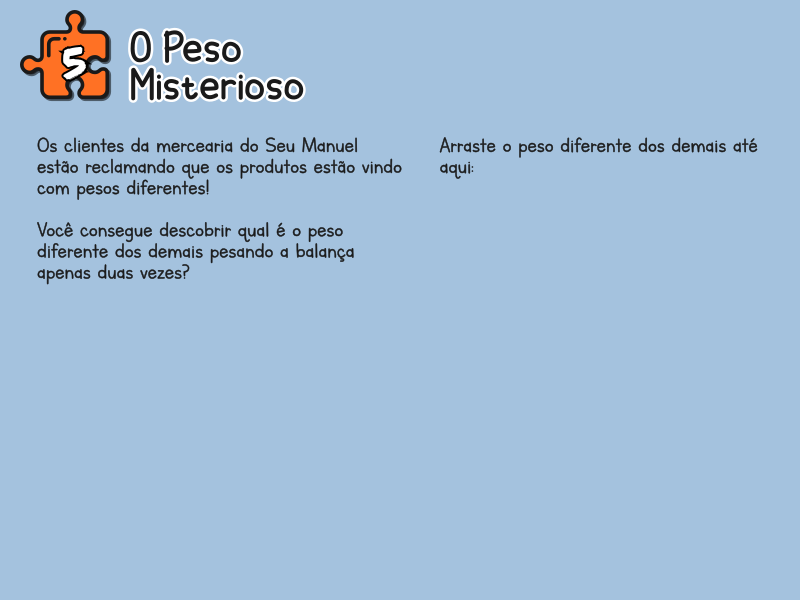 5
O Peso
Misterioso
Os clientes da mercearia do Seu Manuel
estão reclamando que os produtos estão vindo
com pesos diferentes!
Você consegue descobrir qual é o peso
diferente dos demais pesando a balança
apenas duas vezes?
Arraste o peso diferente dos demais até
aqui: